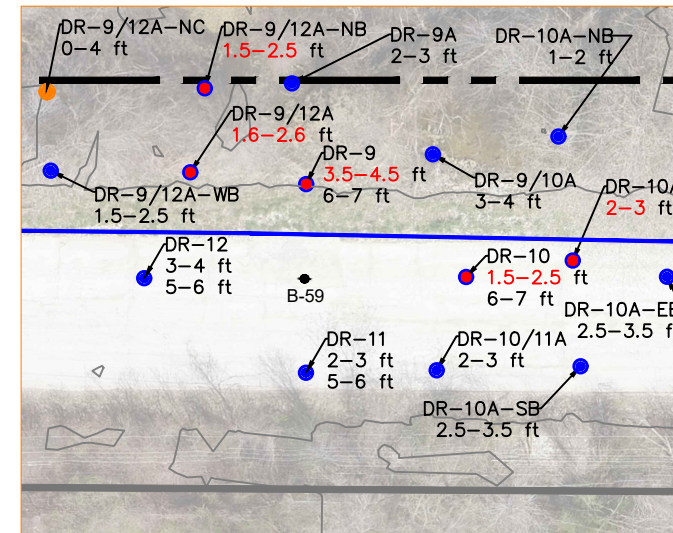 DR-9/12A-NC
0-4 ft
DR-9/12A-NB
1.5-2.5 ft
DR-9A
2-3 ft
DR-10A-NB
1-2 ft
DR-9/12A
1.6-2.6 ft
DR-9
3.5-4.5 ft
6-7 ft
DR-9/10A
3-4 ft
DR-10A
2-3 ft
DR-9/12A-WB
1.5-2.5 ft
DR-12
3-4 ft
5-6 ft
B-59
DR-10
1.5-2.5 ft
6-7 ft
DR-10A-EB
2.5-3.5 f
DR-11
2-3 ft
5-6 ft
DR-10/11A
2-3 ft
DR-10A-SB
2.5-3.5 ft